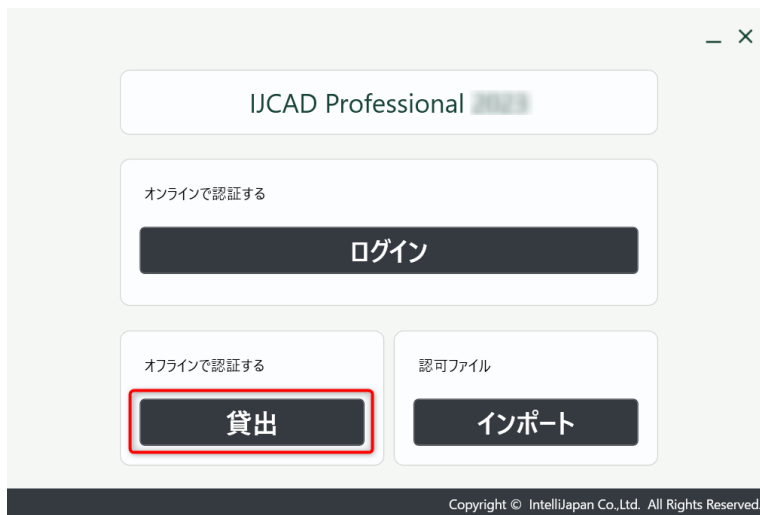 IJCAD Professional
オンラインで認証する
ログイン
オフラインで認証する
貸出
認可ファイル
インポート
Copyright © IntelliJapan Co.,Ltd. All Rights Reserved.